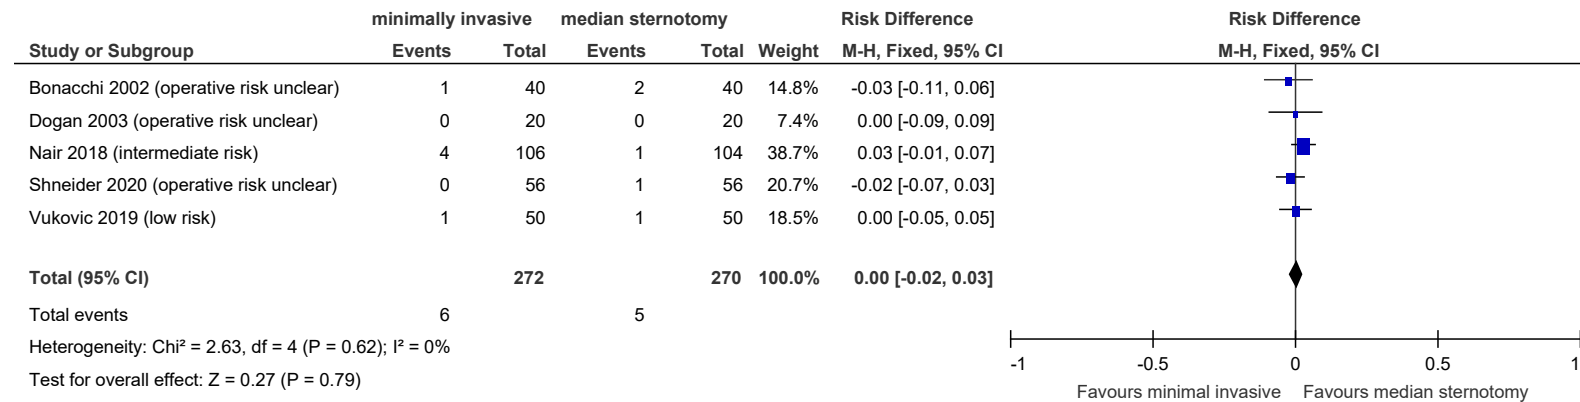 minimally invasive median sternotomy Risk Difference Risk Difference
Study or Subgroup Events Total Events Total Weight M-H, Fixed, 95% CI M-H, Fixed, 95% CI
Bonacchi 2002 (operative risk unclear) 1 40 2 40 14.8% -0.03 [-0.11, 0.06]
Dogan 2003 (operative risk unclear) 0 20 0 20 7.4% 0.00 [-0.09, 0.09]
Nair 2018 (intermediate risk) 4 106 1 104 38.7% 0.03 [-0.01, 0.07]
Shneider 2020 (operative risk unclear) 0 56 1 56 20.7% -0.02 [-0.07, 0.03]
Vukovic 2019 (low risk) 1 50 1 50 18.5% 0.00 [-0.05, 0.05]
Total (95% CI) 272 270 100.0% 0.00 [-0.02, 0.03]
Total events 6 5
Heterogeneity: Chi² = 2.63, df = 4 (P = 0.62); I² = 0%
Test for overall effect: Z = 0.27 (P = 0.79)
-1 -0.5 0 0.5 1
Favours minimal invasive Favours median sternotomy